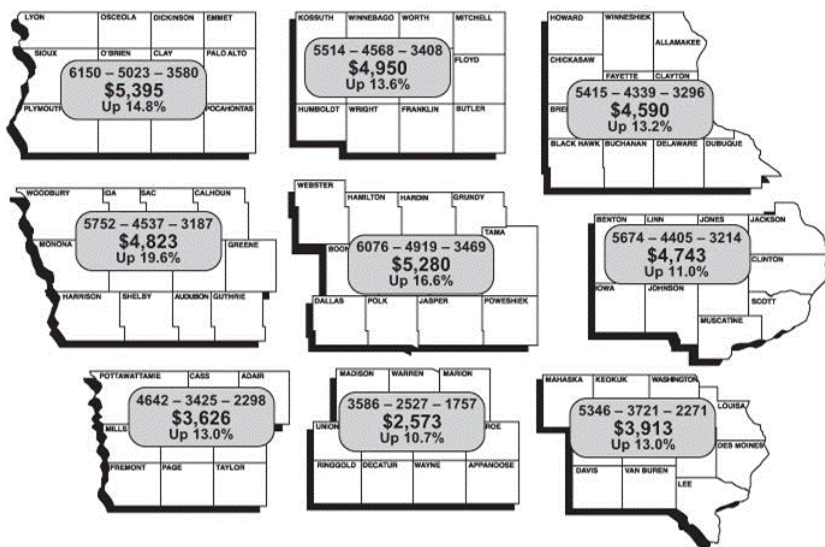 LYON OSCEOLA DICKINSON EMMET
SIOUX O'BRIEN CLAY PALO ALTO
6150 – 5023 – 3580
$5,395
Up 14.8%
PLYMOUTH POCAHONTAS
KOSSUTH WINNEBAGO WORTH MITCHELL
5514 – 4568 – 3408
$4,950
Up 13.6%
FLOYD
HUMBOLDT WRIGHT FRANKLIN BUTLER
HOWARD WINNESHIEK
ALLAMAKEE
CHICKASAW
FAYETTE CLAYTON
5415 – 4339 – 3296
$4,590
Up 13.2%
BRE
BLACK HAWK BUCHANAN DELAWARE DUBUQUE
WOODBURY IDA SAC CALHOUN
5752 – 4537 – 3187
$4,823
Up 19.6%
MONONA GREENE
HARRISON SHELBY AUDUBON GUTHRIE
WEBSTER
HAMILTON HARDIN GRUNDY
TAMA
6076 – 4919 – 3469
$5,280
Up 16.6%
BOON
DALLAS POLK JASPER POWESHIEK
BENTON LINN JONES JACKSON
5674 – 4405 – 3214
$4,743
Up 11.0%
CLINTON
IOWA JOHNSON
SCOTT
MUSCATINE
POTTAWATTAMIE CASS ADAIR
4642 – 3425 – 2298
$3,626
Up 13.0%
MILLS
FREMONT PAGE TAYLOR
MADISON WARREN MARION
3586 – 2527 – 1757
$2,573
Up 10.7%
UNION ROE
RINGGOLD DECATUR WAYNE APPANOOSE
MAHASKA KEOKUK WASHINGTON
LOUISA
5346 – 3721 – 2271
$3,913
Up 13.0%
DES MOINES
DAVIS VAN BUREN
LEE